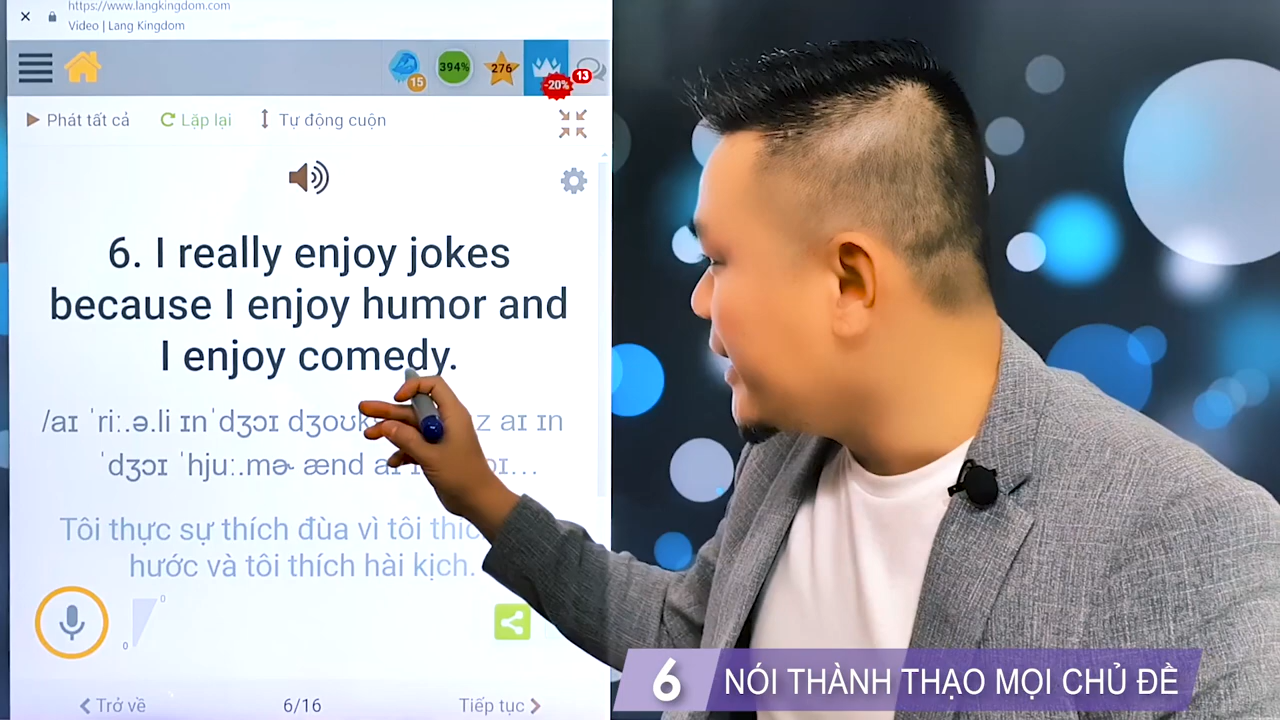 https://www.langkingdom.com
Video | Lang Kingdom
15
394%
276
-20%
13
Phát tất cả
Lặp lại
Tự động cuộn
6. I really enjoy jokes
because I enjoy humor and
I enjoy comedy.
/aɪ ˈriː.ə.li ɪnˈdʒɔɪ dʒoʊk z aɪ ɪn
ˈdʒɔɪ ˈhjuː.mɚ ænd aɪ
Tôi thực sự thích đùa vì tôi thíc
hước và tôi thích hài kịch.
0
0
Trở về
6/16
Tiếp tục
6 NÓI THÀNH THẠO MỌI CHỦ ĐỀ